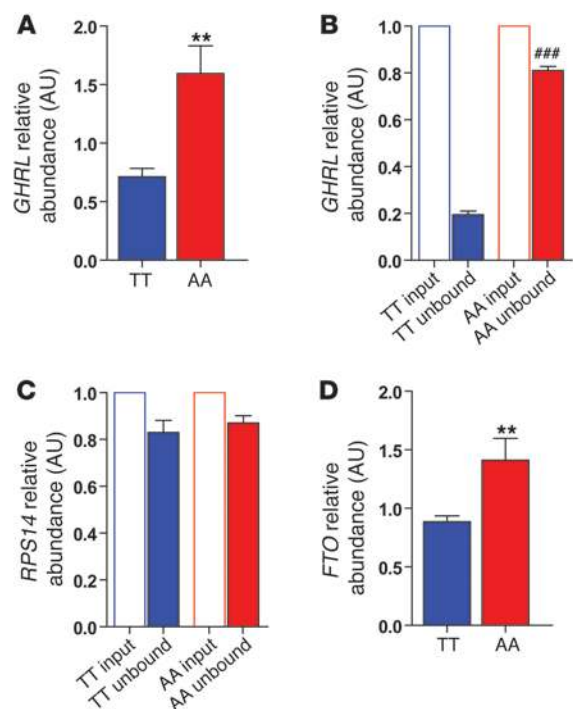 A
GHRL relative
abundance (AU)
2.0
1.5
1.0
0.5
0.0
**
TT
AA
B
GHRL relative
abundance (AU)
1.0
0.8
0.6
0.4
0.2
0.0
###
TT input
TT unbound
AA input
AA unbound
C
RPS14 relative
abundance (AU)
1.0
0.8
0.6
0.4
0.2
0.0
TT input
TT unbound
AA input
AA unbound
D
FTO relative
abundance (AU)
2.0
1.5
1.0
0.5
0.0
**
TT
AA